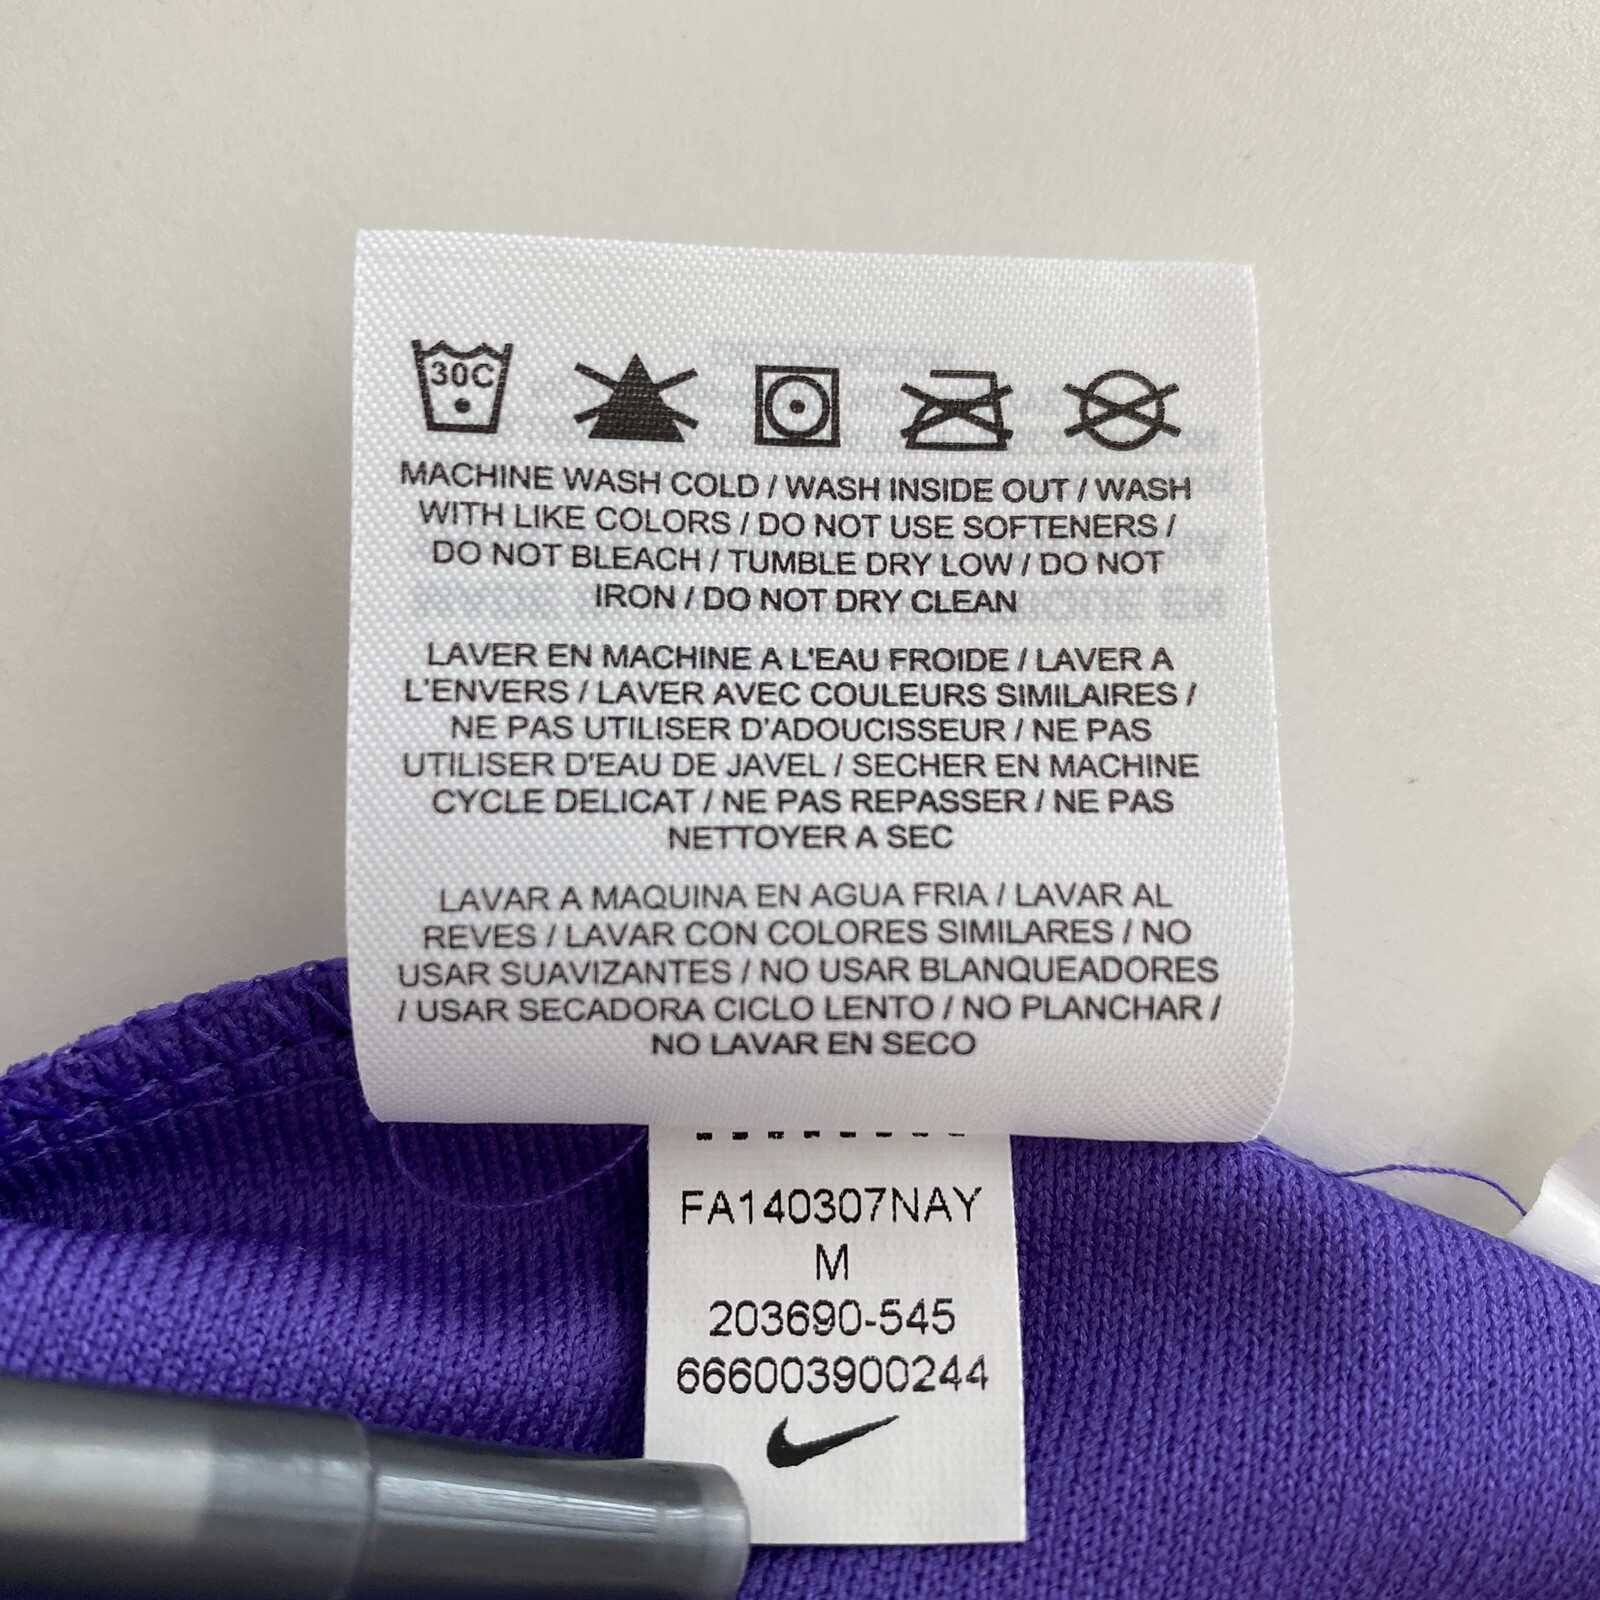 30C
MACHINE WASH COLD / WASH INSIDE OUT / WASH
WITH LIKE COLORS / DO NOT USE SOFTENERS /
DO NOT BLEACH / TUMBLE DRY LOW / DO NOT
IRON / DO NOT DRY CLEAN
LAVER EN MACHINE A L'EAU FROIDE / LAVER A
L'ENVERS / LAVER AVEC COULEURS SIMILAIRES /
NE PAS UTILISER D'ADOUCISSEUR / NE PAS
UTILISER D'EAU DE JAVEL / SECHER EN MACHINE
CYCLE DELICAT / NE PAS REPASSER / NE PAS
NETTOYER A SEC
LAVAR A MAQUINA EN AGUA FRIA / LAVAR AL
REVES / LAVAR CON COLORES SIMILARES / NO
USAR SUAVIZANTES / NO USAR BLANQUEADORES
/ USAR SECADORA CICLO LENTO / NO PLANCHAR /
NO LAVAR EN SECO
FA140307NAY
M
203690-545
666003900244